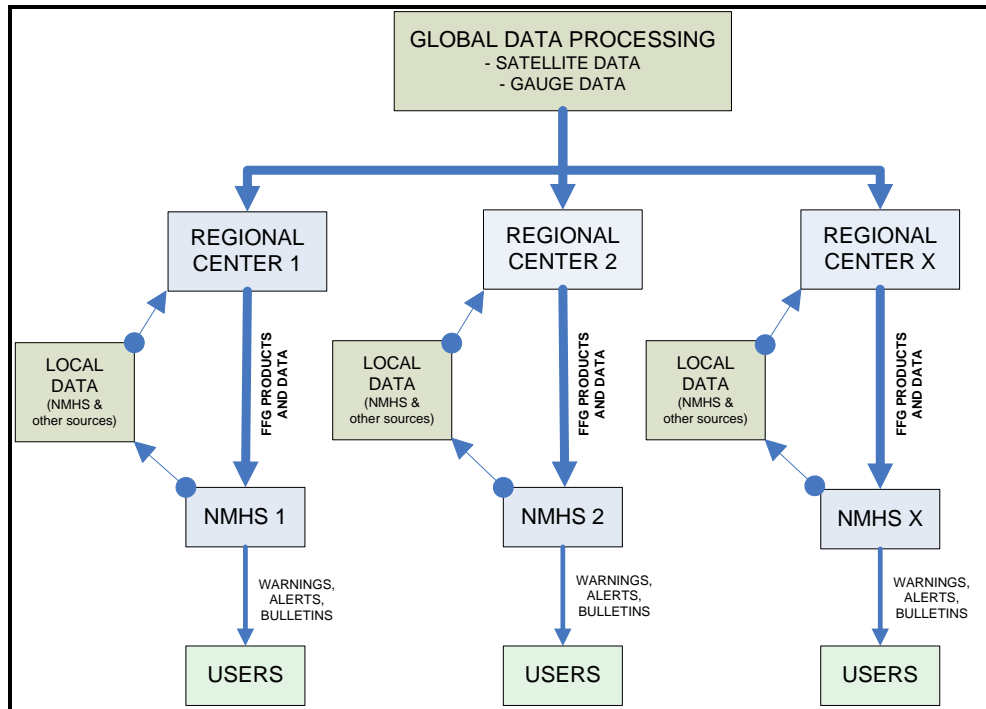 GLOBAL DATA PROCESSING
- SATELLITE DATA
- GAUGE DATA
REGIONAL
CENTER 1
REGIONAL
CENTER 2
REGIONAL
CENTER X
LOCAL
DATA
(NMHS &
other sources)
FFG PRODUCTS
AND DATA
LOCAL
DATA
(NMHS &
other sources)
FFG PRODUCTS
AND DATA
LOCAL
DATA
(NMHS &
other sources)
FFG PRODUCTS
AND DATA
NMHS 1
NMHS 2
NMHS X
WARNINGS,
ALERTS,
BULLETINS
WARNINGS,
ALERTS,
BULLETINS
WARNINGS,
ALERTS,
BULLETINS
USERS
USERS
USERS